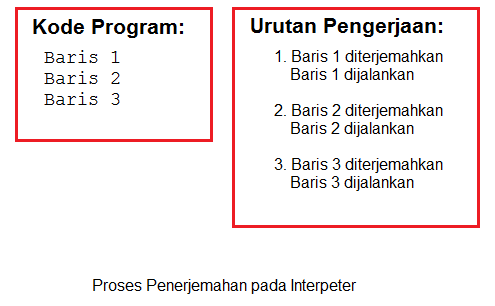 Kode Program:
Baris 1
Baris 2
Baris 3
Urutan Pengerjaan:
1. Baris 1 diterjemahkan
Baris 1 dijalankan
2. Baris 2 diterjemahkan
Baris 2 dijalankan
3. Baris 3 diterjemahkan
Baris 3 dijalankan
Proses Penerjemahan pada Interpeter